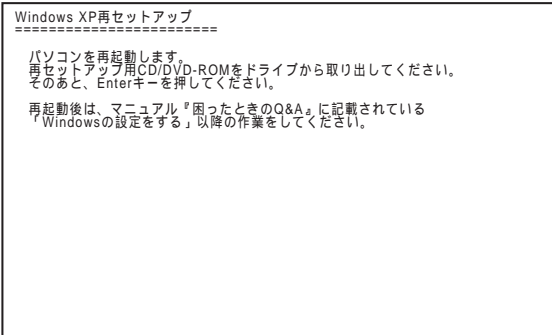 Windows XP再セットアップ
========================
パソコンを再起動します。
再セットアップ用CD/DVD-ROMをドライブから取り出してください。
そのあと、Enterキーを押してください。
再起動後は、マニュアル『困ったときのQ&A』に記載されている
「Windowsの設定をする」以降の作業をしてください。